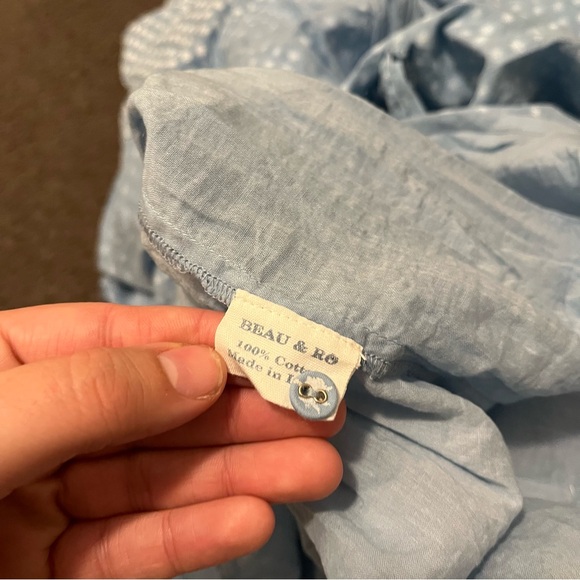 BEAU & RO
100% Cott
Made in I